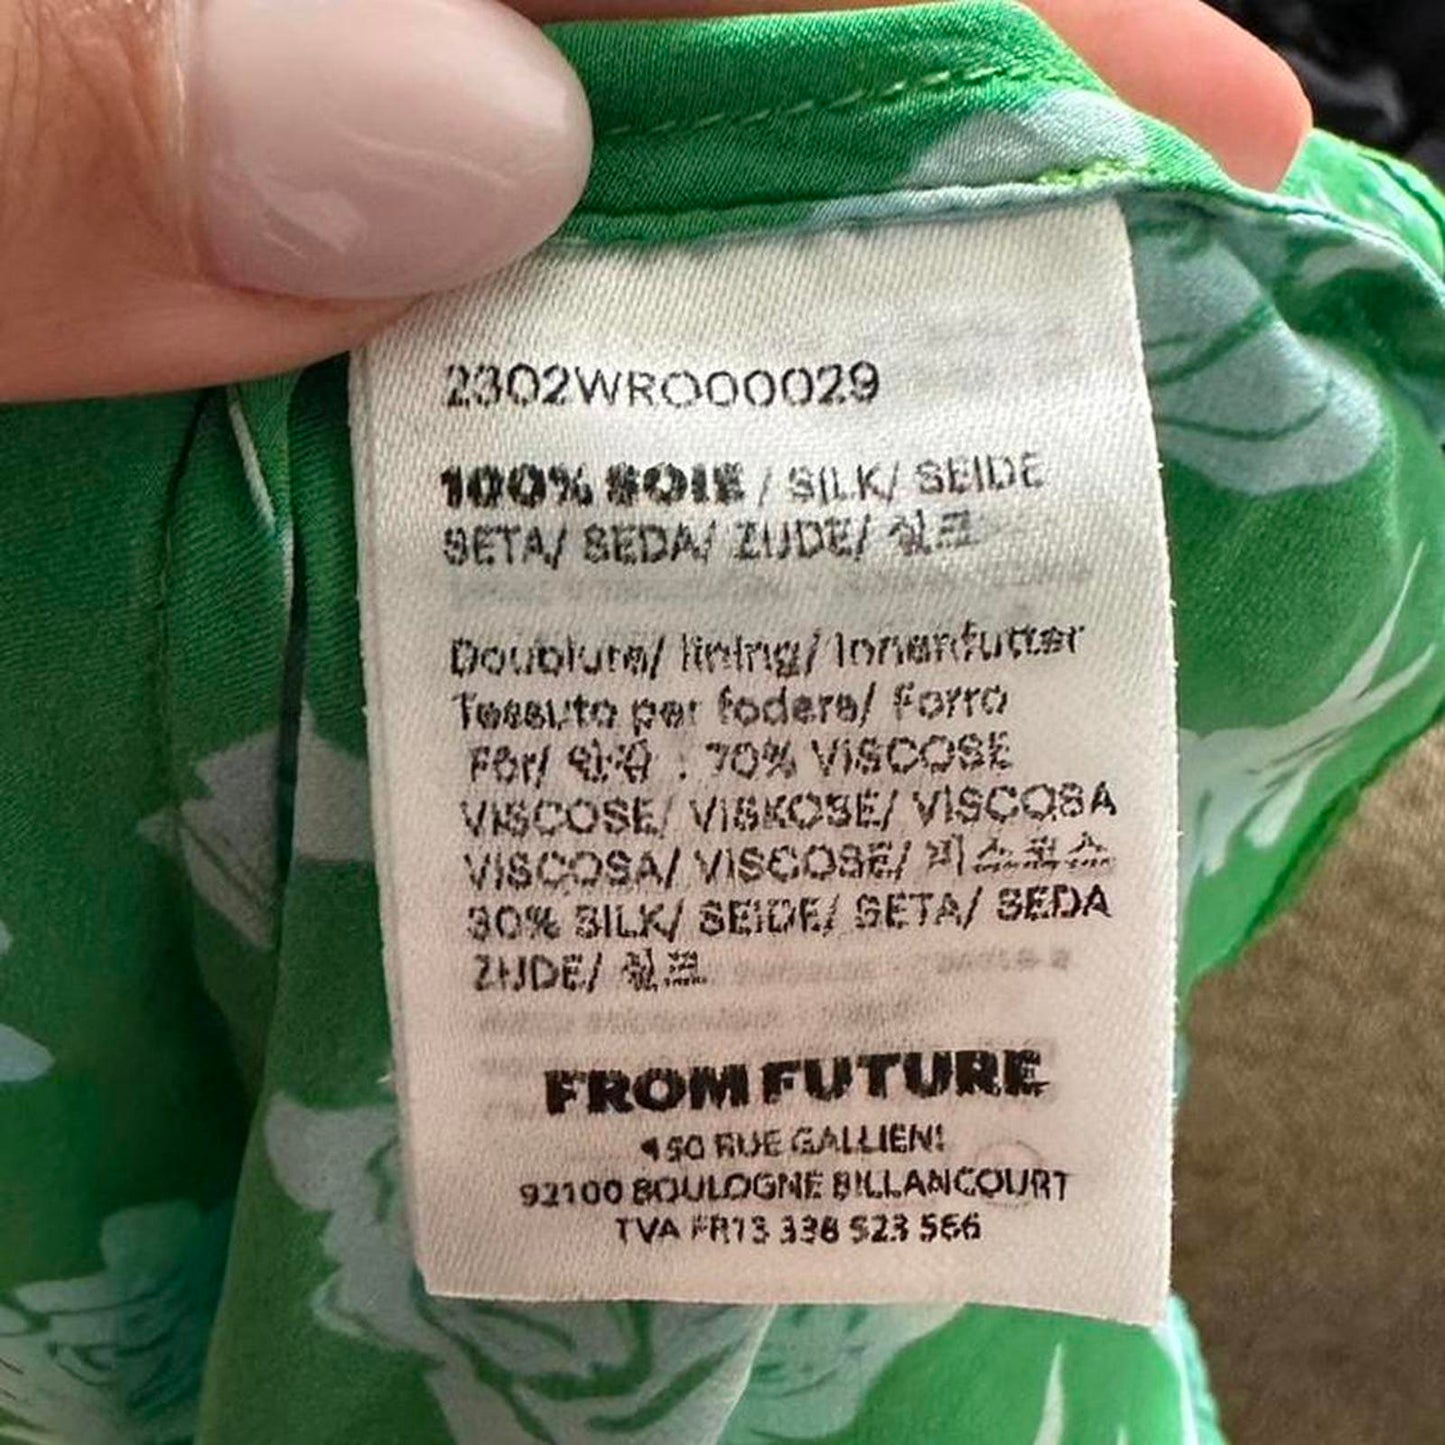 2302WRO00029
100% SOIE / SILK/ SEIDE
SETA/ SEDA/ ZIJDE/ 실크
Doublure/ lining/ Innenfutter
Tessuto per fodera/ Forro
För/ 안감 : 70% VISCOSE
VISCOSE/ VISKOSE/ VISCOSA
VISCOSA/ VISCOSE/ 비스코스
30% SILK/ SEIDE/ SETA/ SEDA
ZIJDE/ 실크
FROM FUTURE
150 RUE GALLIENI
92100 BOULOGNE BILLANCOURT
TVA FR13 338 523 566